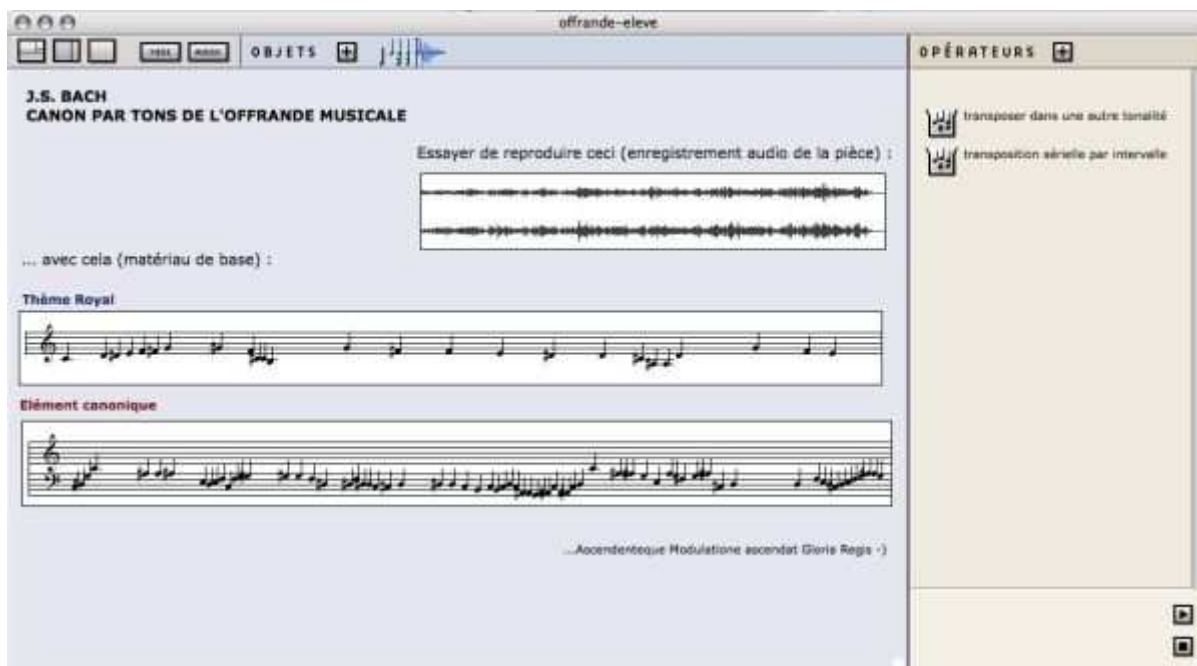 offrande-eleve
OBJETS
OPÉRATEURS
J.S. BACH
CANON PAR TONS DE L'OFFRANDE MUSICALE
Essayer de reproduire ceci (enregistrement audio de la pièce) :
... avec cela (matériau de base) :
Thème Royal
Elément canonique
...Ascendenteque Modulatione ascendat Gloria Regis -)
transposer dans une autre tonalité
transposition sérielle par intervalle